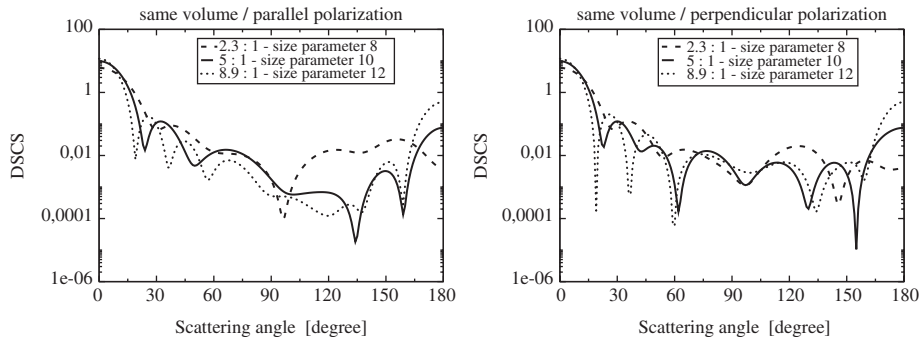 same volume / parallel polarization
100
1
0,01
0,0001
1e-06
DSCS
2.3 : 1 - size parameter 8
5 : 1 - size parameter 10
8.9 : 1 - size parameter 12
0 30 60 90 120 150 180
Scattering angle [degree]
same volume / perpendicular polarization
100
1
0,01
0,0001
1e-06
DSCS
2.3 : 1 - size parameter 8
5 : 1 - size parameter 10
8.9 : 1 - size parameter 12
0 30 60 90 120 150 180
Scattering angle [degree]